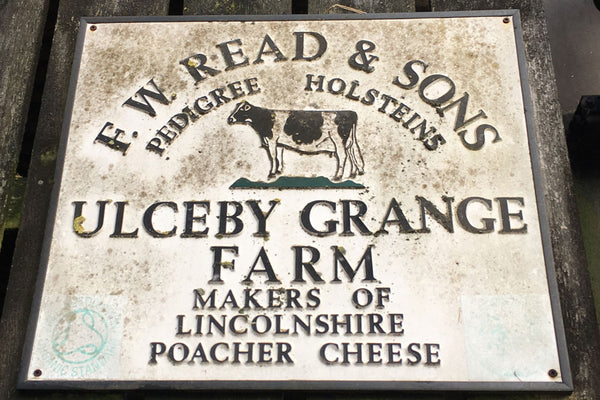 F. W. READ & SONS
PEDIGREE HOLSTEINS
ULCEBY GRANGE
FARM
MAKERS OF
LINCOLNSHIRE
POACHER CHEESE